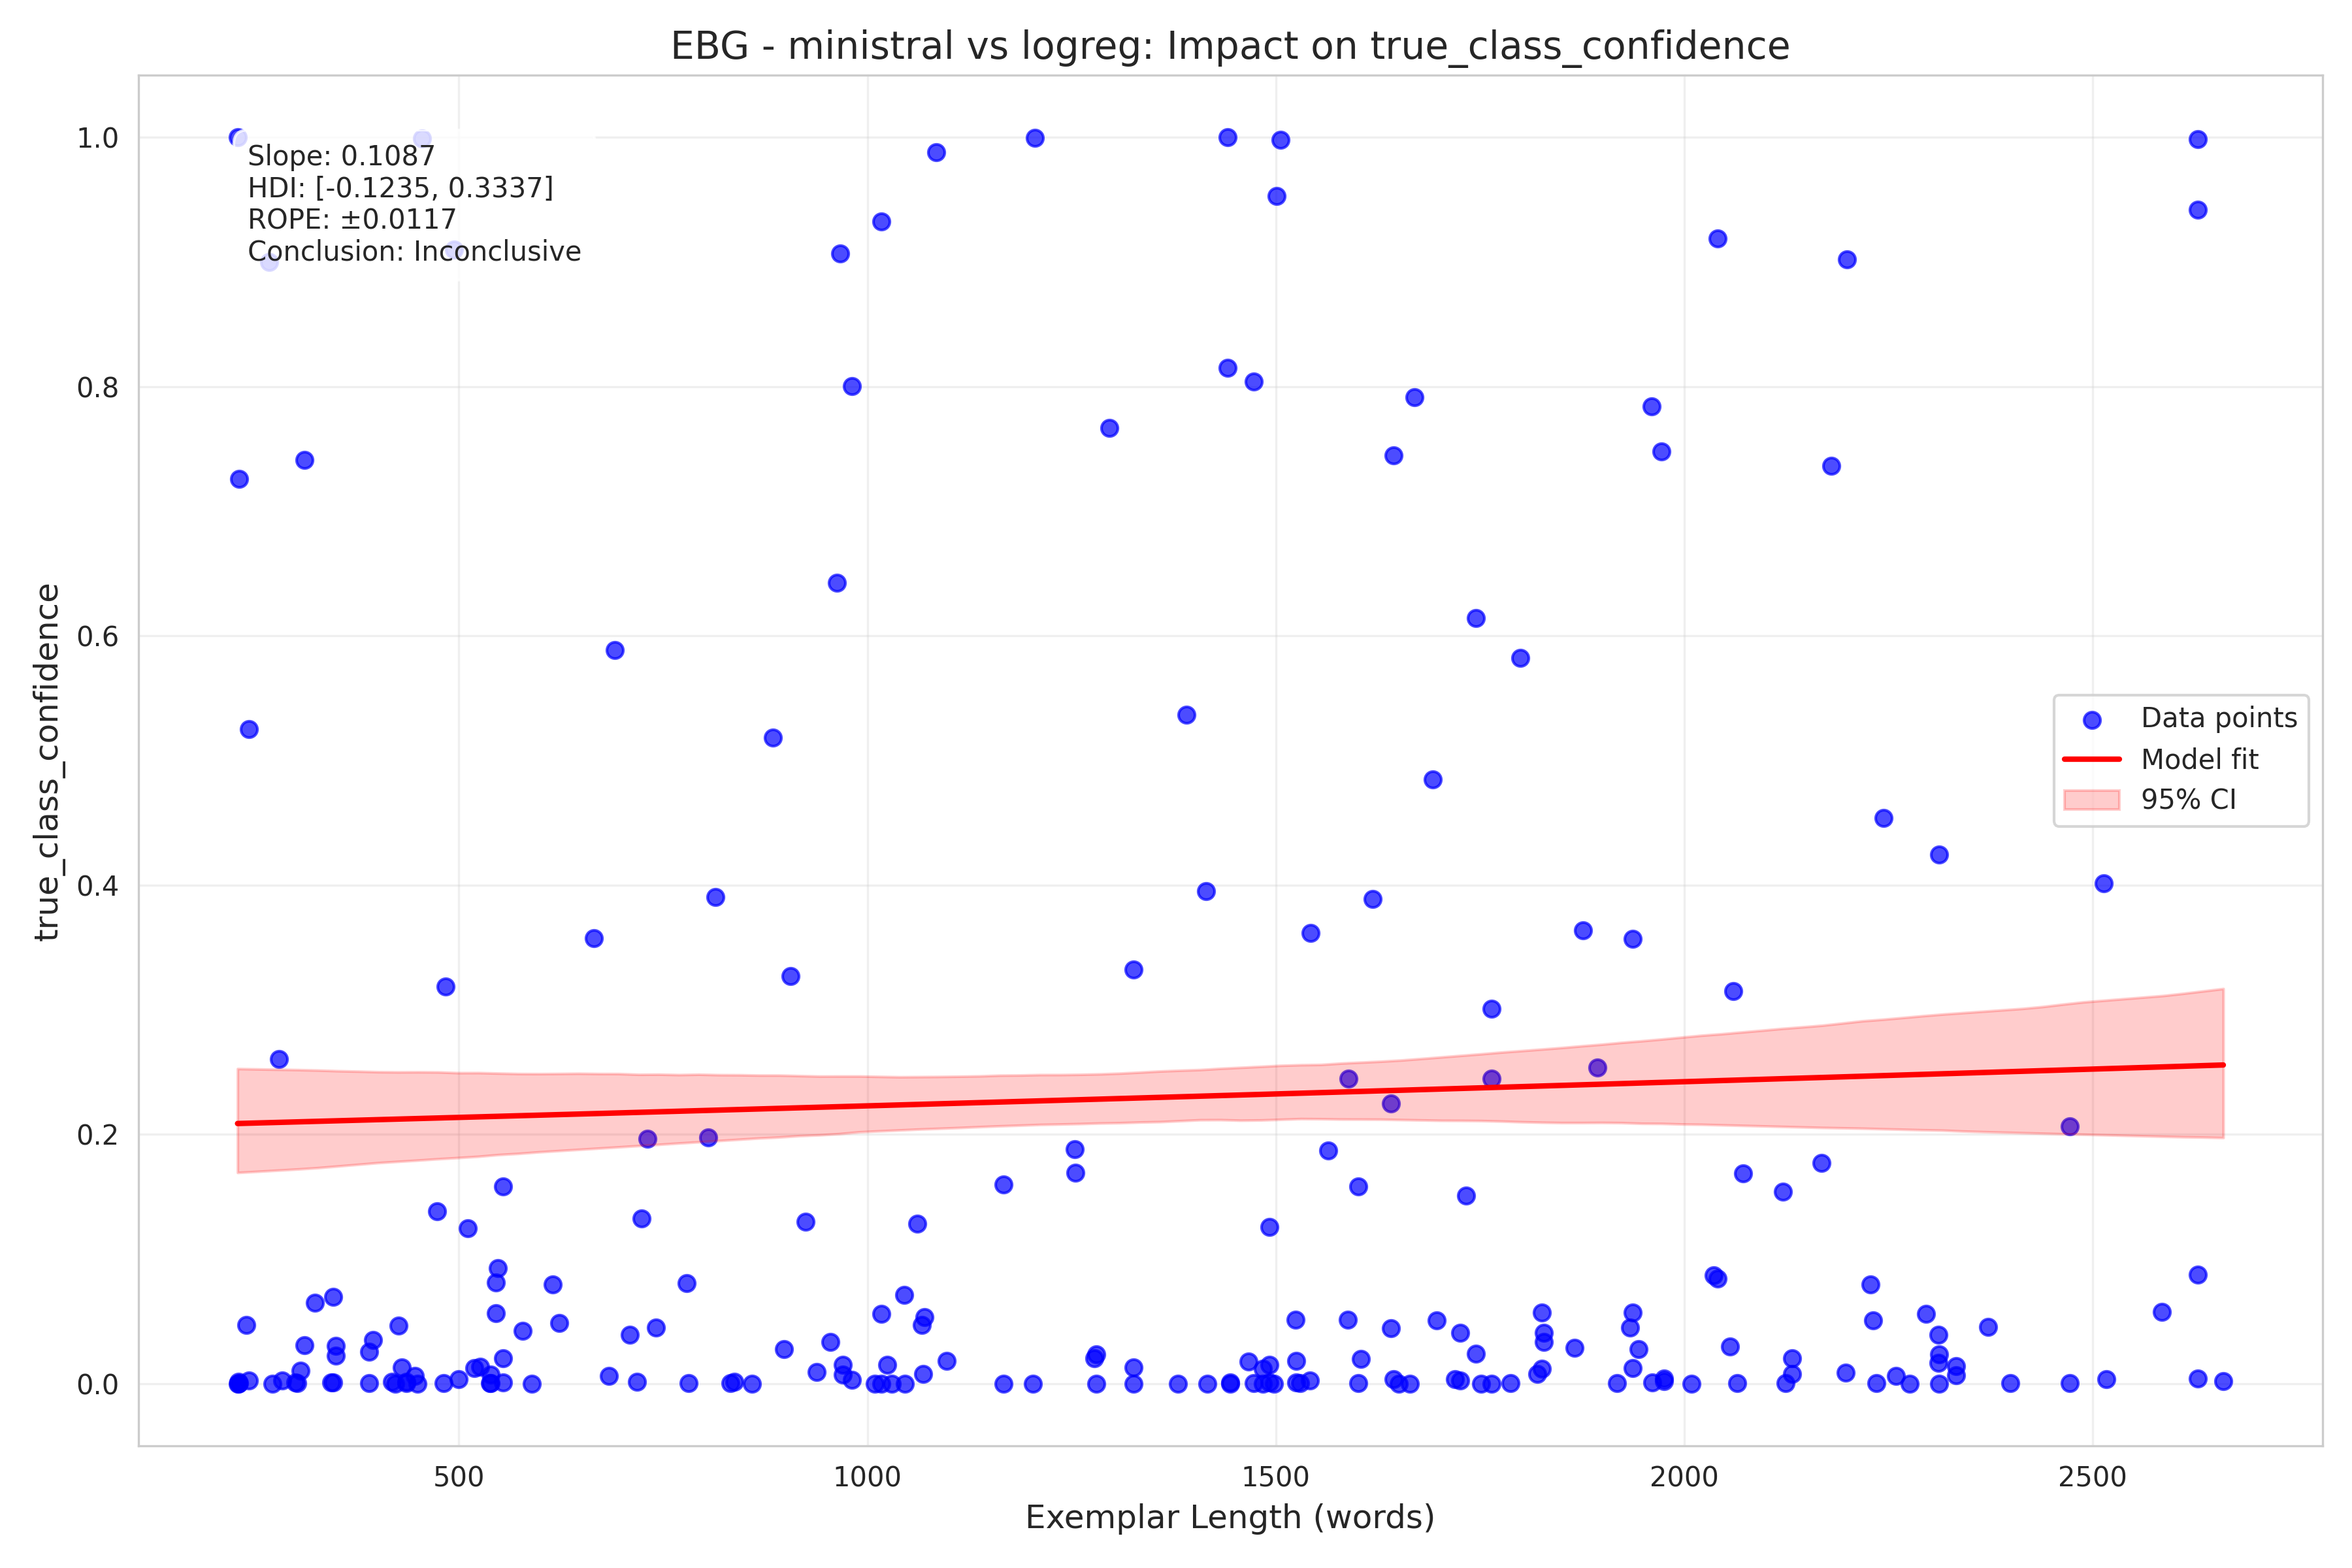 EBG - ministral vs logreg: Impact on true_class_confidence
Slope: 0.1087
HDI: [-0.1235, 0.3337]
ROPE: ±0.0117
Conclusion: Inconclusive
true_class_confidence
1.0
0.8
0.6
0.4
0.2
0.0
Data points
Model fit
95% CI
500
1000
1500
2000
2500
Exemplar Length (words)